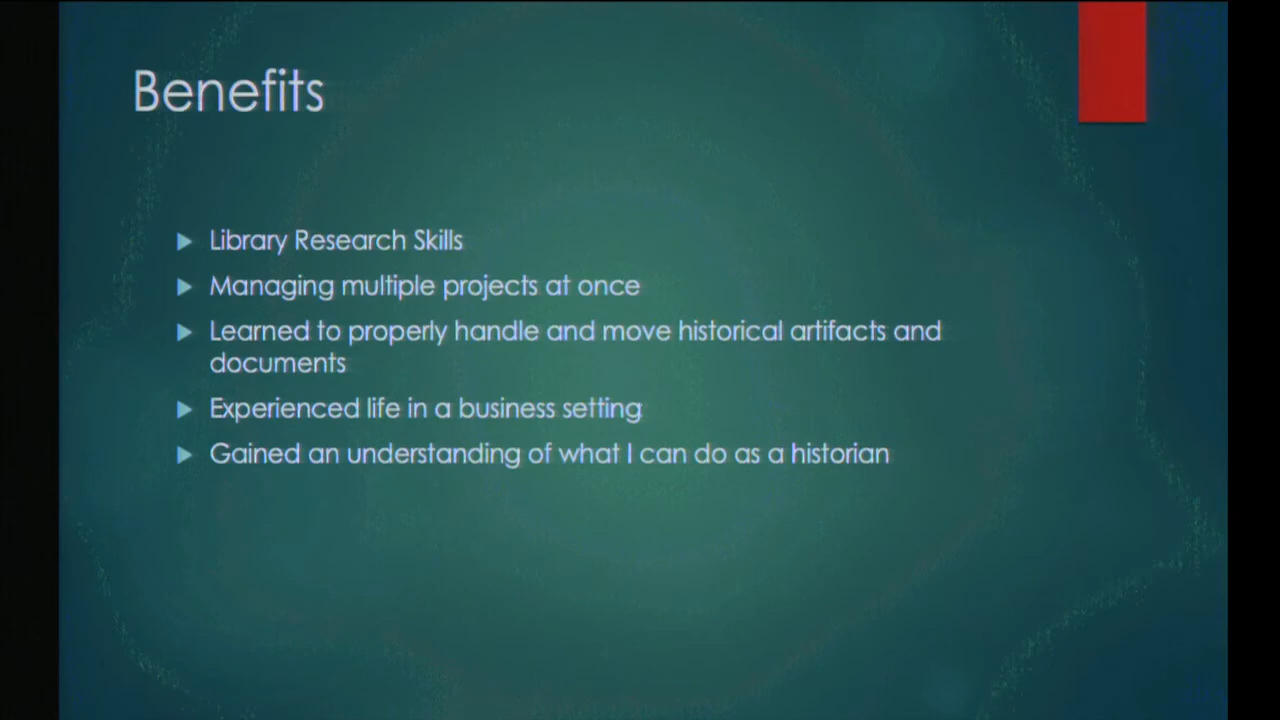 Benefits
Library Research Skills
Managing multiple projects at once
Learned to properly handle and move historical artifacts and
documents
Experienced life in a business setting
Gained an understanding of what I can do as a historian